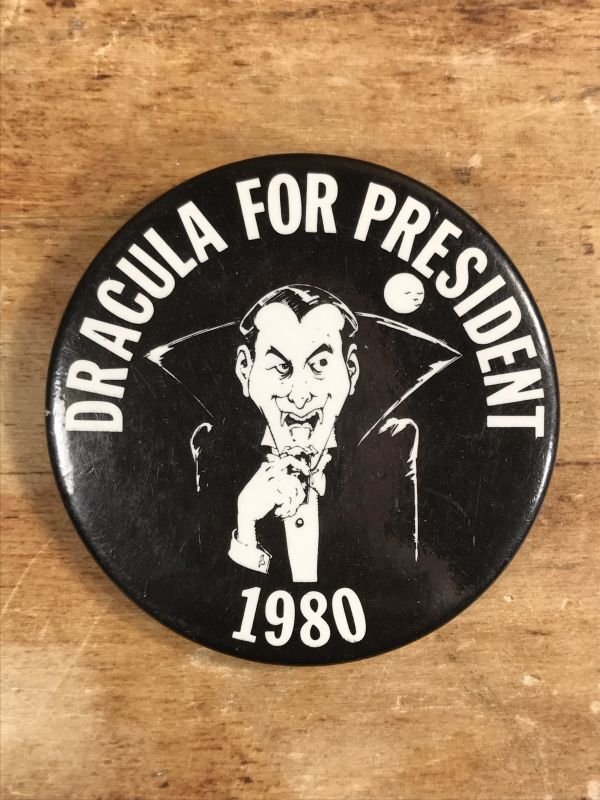 DRACULA FOR PRESIDENT
1980